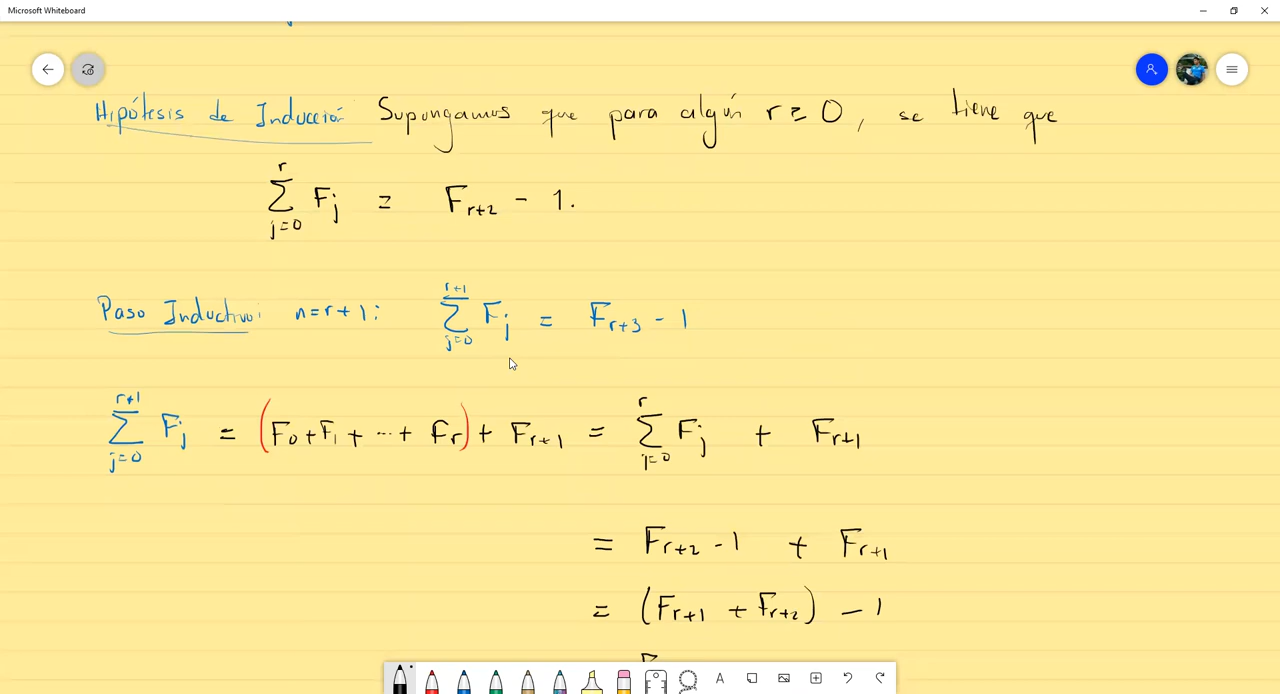 Microsoft Whiteboard
Hipótesis de Inducción: Supongamos que para algún r ≥ 0, se tiene que
∑_{j=0}^{r} F_j = F_{r+2} - 1.
Paso Inductivo: n=r+1: ∑_{j=0}^{r+1} F_j = F_{r+3} - 1
∑_{j=0}^{r+1} F_j = (F_0 + F_1 + ... + F_r) + F_{r+1} = ∑_{j=0}^{r} F_j + F_{r+1}
= F_{r+2} - 1 + F_{r+1}
= (F_{r+1} + F_{r+2}) - 1
A